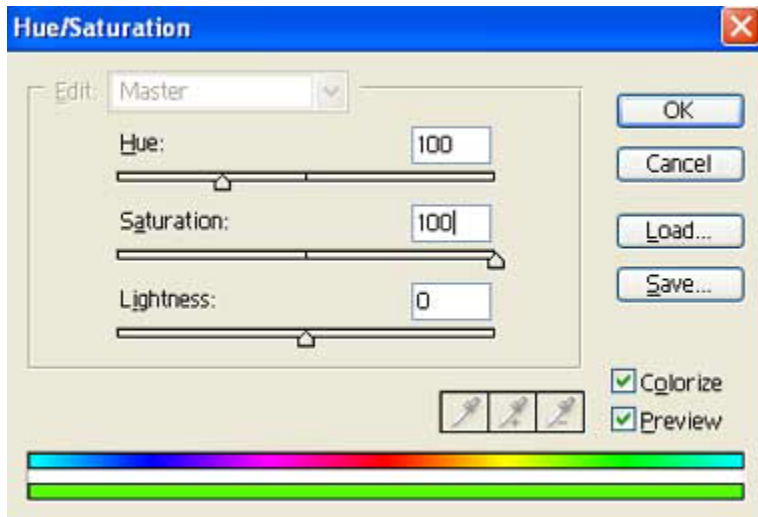 Hue/Saturation
Edit: Master
Hue: 100
Saturation: 100
Lightness: 0
OK
Cancel
Load...
Save...
Colorize
Preview